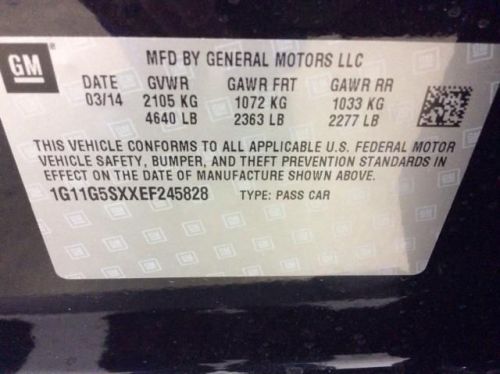 GM
MFD BY GENERAL MOTORS LLC
DATE GVWR GAWR FRT GAWR RR
03/14 2105 KG 1072 KG 1033 KG
4640 LB 2363 LB 2277 LB
THIS VEHICLE CONFORMS TO ALL APPLICABLE U.S. FEDERAL MOTOR
VEHICLE SAFETY, BUMPER, AND THEFT PREVENTION STANDARDS IN
EFFECT ON THE DATE OF MANUFACTURE SHOWN ABOVE.
1G11G5SXXEF245828 TYPE: PASS CAR